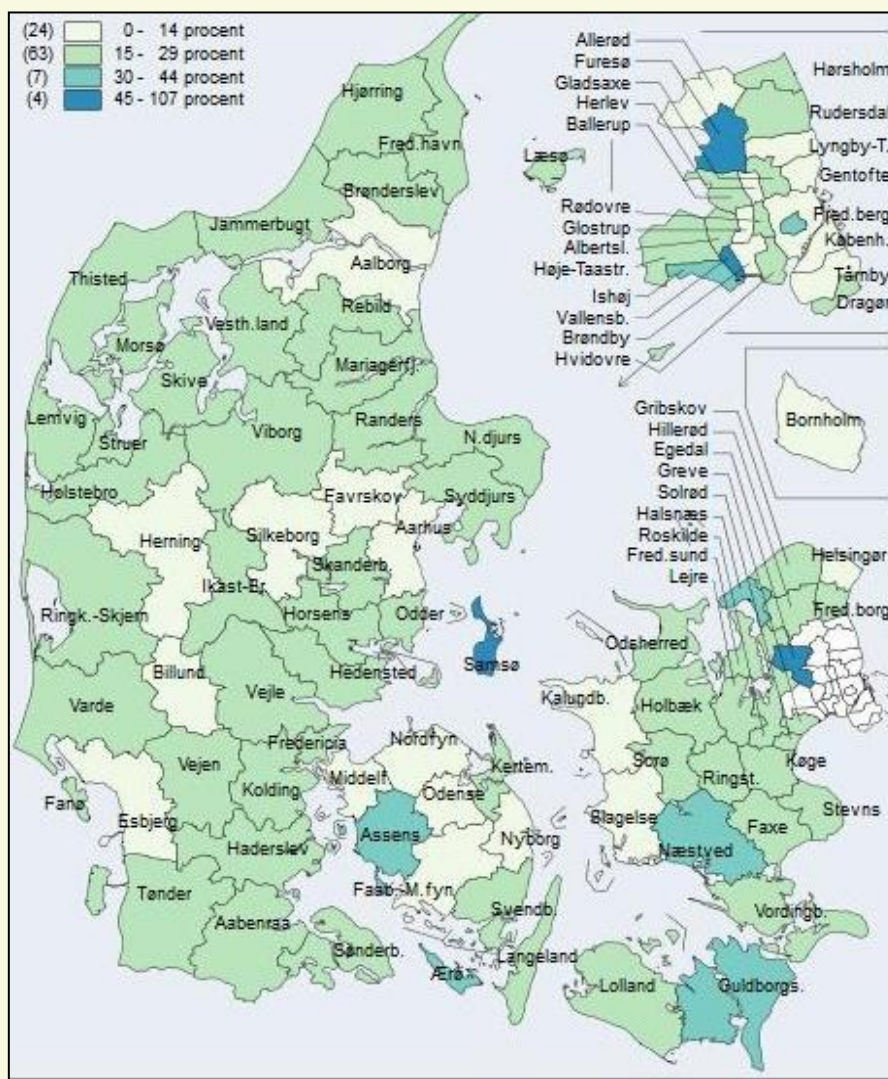 (24) 0 - 14 procent
(63) 15 - 29 procent
(7) 30 - 44 procent
(4) 45 - 107 procent
Hjørring
Fred.havn
Brønderslev
Læsø
Jammerbugt
Thisted
Aalborg
Vesth.land
Rebild
Morsø
Skive
Mariagerfj.
Lemvig
Struer
Viborg
Randers
N.djurs
Holstebro
Favrskov
Syddjurs
Herning
Silkeborg
Aarhus
Skanderb.
Ikast-Br.
Ringk.-Skjern
Horsens
Odder
Samsø
Billund
Hedensted
Varde
Vejle
Fredericia
Nordfyn
Middelf.
Kertem.
Vejen
Kolding
Odense
Fanø
Esbjerg
Assens
Nyborg
Haderslev
Faab.-M.fyn
Tønder
Svendb.
Aabenraa
Sønderb.
Langeland
Ærø
Allerød
Furesø
Gladsaxe
Herlev
Ballerup
Rødovre
Glostrup
Albertsl.
Høje-Taastr.
Ishøj
Vallensb.
Brøndby
Hvidovre
Hørsholm
Rudersdal
Lyngby-T.
Gentofte
Fred.berg
Københ.
Tårnby
Dragør
Bornholm
Gribskov
Hillerød
Egedal
Greve
Solrød
Halsnæs
Roskilde
Fred.sund
Lejre
Helsingør
Fred.borg
Odsherred
Kalundb.
Holbæk
Sorø
Ringst.
Køge
Slagelse
Stevns
Faxe
Næstved
Vordingb.
Lolland
Guldborgs.